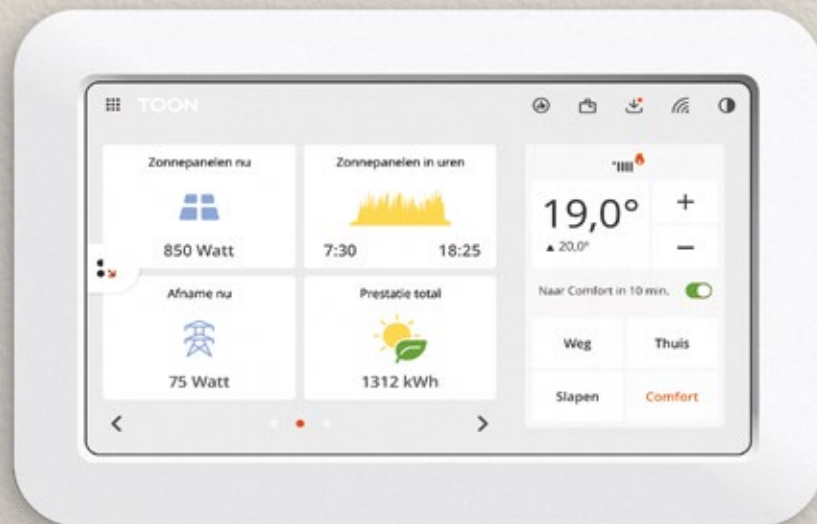 TOON
Zonnepanelen nu
850 Watt
Zonnepanelen in uren
7:30 18:25
Afname nu
75 Watt
Prestatie total
1312 kWh
19,0°
+
▲ 20,0°
−
Naar Comfort in 10 min.
Weg Thuis
Slapen Comfort